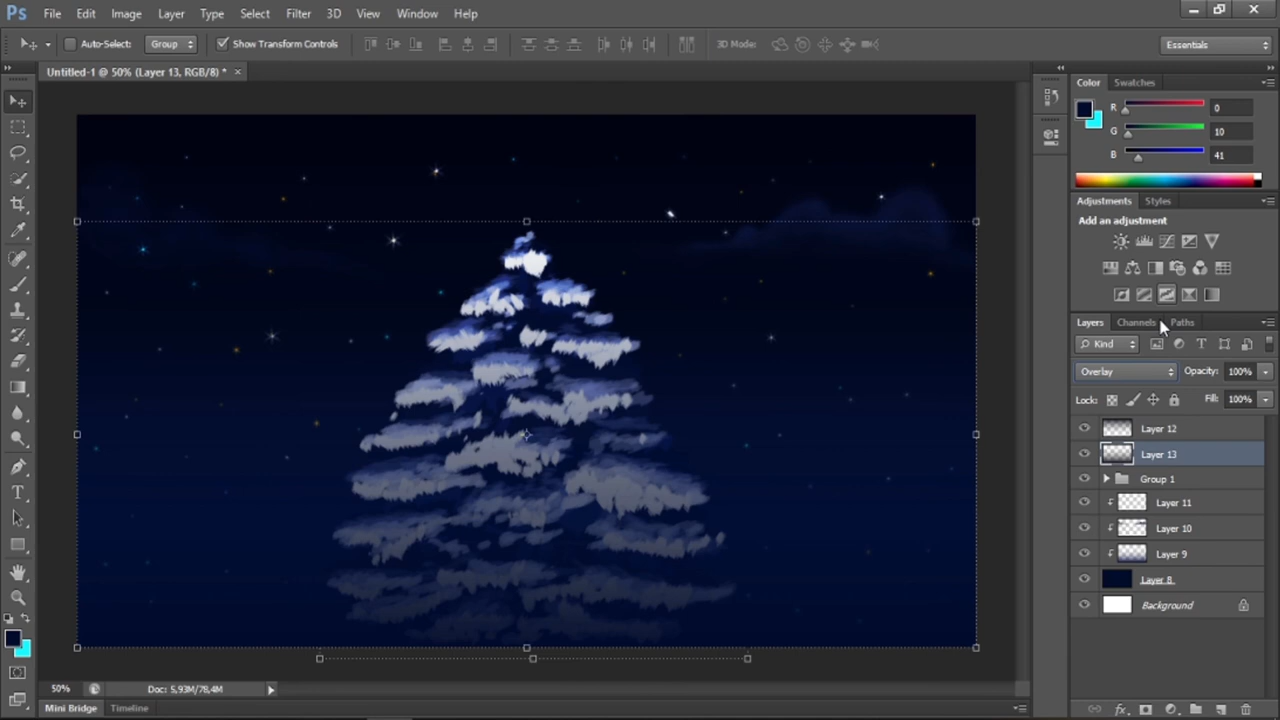 Ps File Edit Image Layer Type Select Filter 3D View Window Help
Auto-Select: Group Show Transform Controls 3D Mode: Essentials
Untitled-1 @ 50% (Layer 13, RGB/8) * ×
Color Swatches
R 0
G 10
B 41
Adjustments Styles
Add an adjustment
Layers Channels Paths
Kind
Overlay Opacity: 100%
Lock: Fill: 100%
Layer 12
Layer 13
Group 1
Layer 11
Layer 10
Layer 9
Layer 8
Background
50% Doc: 5,93M/78,4M
Mini Bridge Timeline